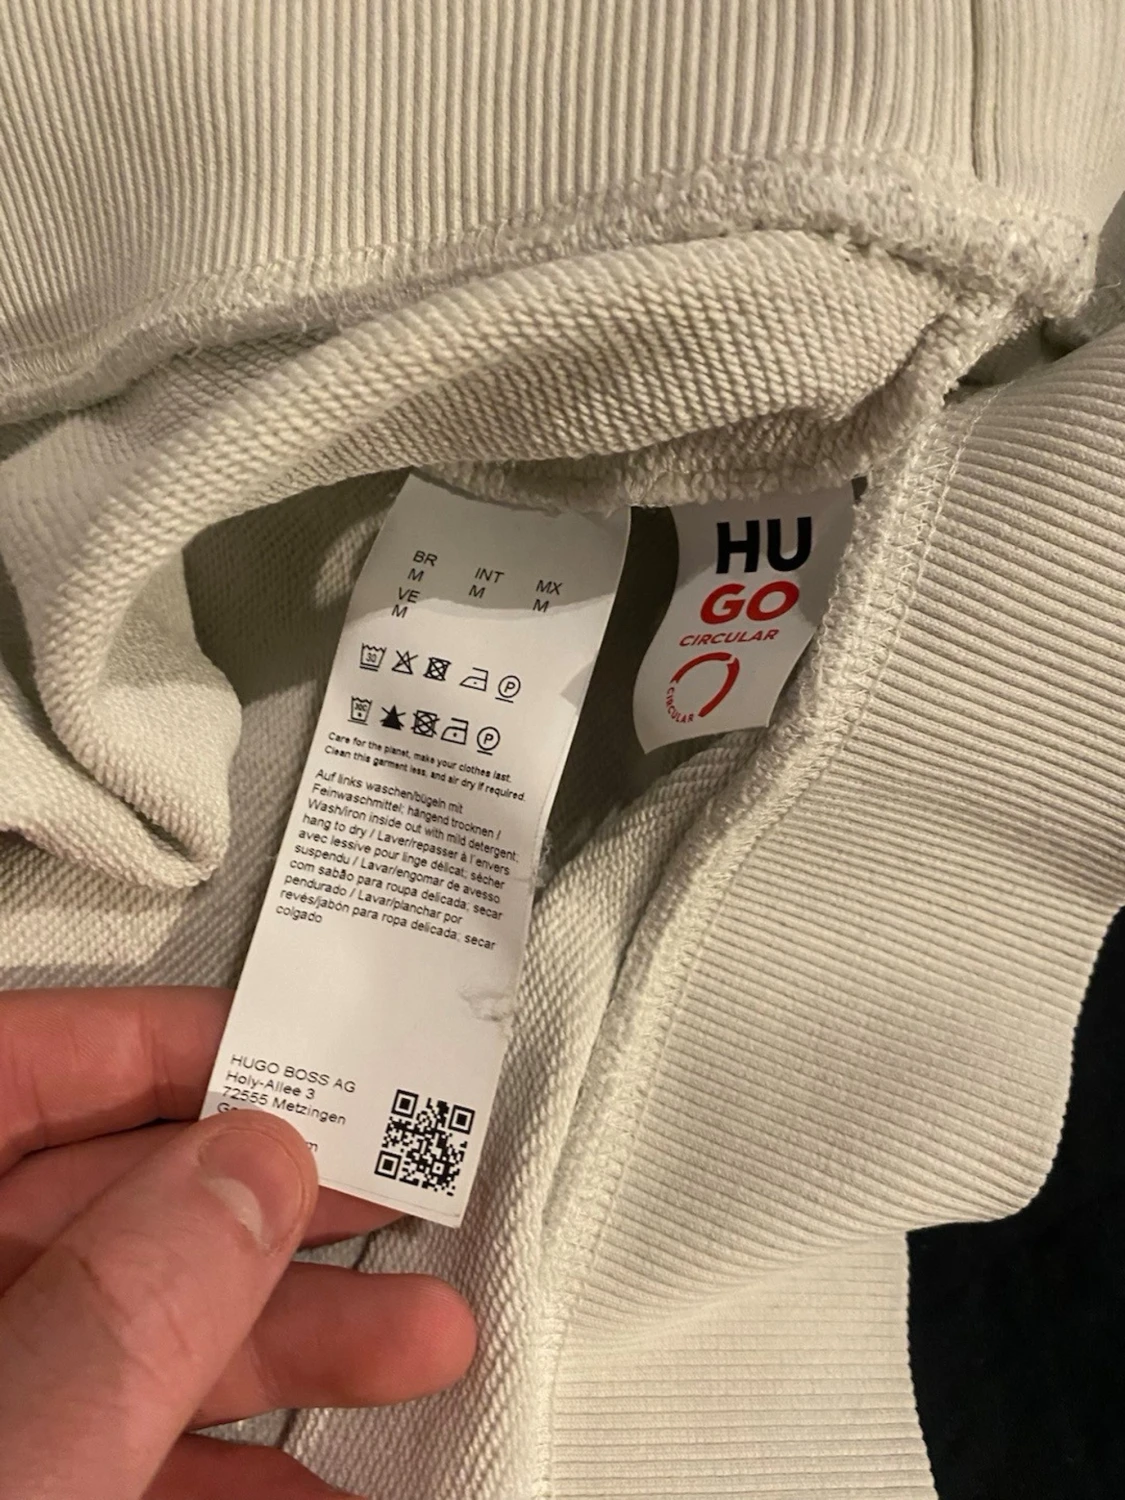 BR
M
INT
M
MX
M
VE
M
30
P
30C
P
Care for the planet, make your clothes last.
Clean this garment less, and air dry if required.
Auf links waschen/bügeln mit
Feinwaschmittel; hängend trocknen /
Wash/iron inside out with mild detergent;
hang to dry / Laver/repasser à l'envers
avec lessive pour linge délicat; sécher
suspendu / Lavar/engomar de avesso
com sabão para roupa delicada; secar
pendurado / Lavar/planchar por
revés/jabón para ropa delicada; secar
colgado
HUGO BOSS AG
Holy-Allee 3
72555 Metzingen
HU
GO
CIRCULAR
CIRCULAR